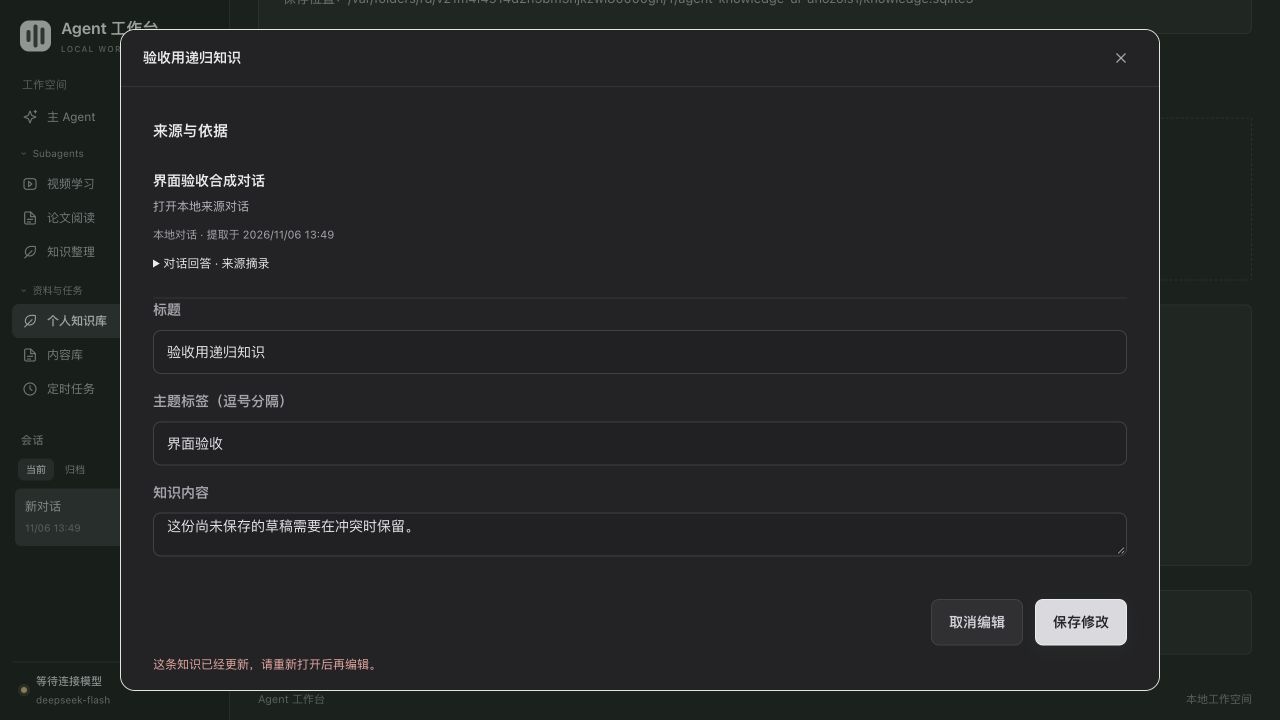 Agent 工作台
LOCAL WOR
工作空间
主 Agent
Subagents
视频学习
论文阅读
知识整理
资料与任务
个人知识库
内容库
定时任务
会话
当前 归档
新对话
11/06 13:49
等待连接模型
deepseek-flash
验收用递归知识
来源与依据
界面验收合成对话
打开本地来源对话
本地对话 · 提取于 2026/11/06 13:49
对话回答 · 来源摘录
标题
验收用递归知识
主题标签（逗号分隔）
界面验收
知识内容
这份尚未保存的草稿需要在冲突时保留。
取消编辑 保存修改
这条知识已经更新，请重新打开后再编辑。
Agent 工作台
本地工作空间